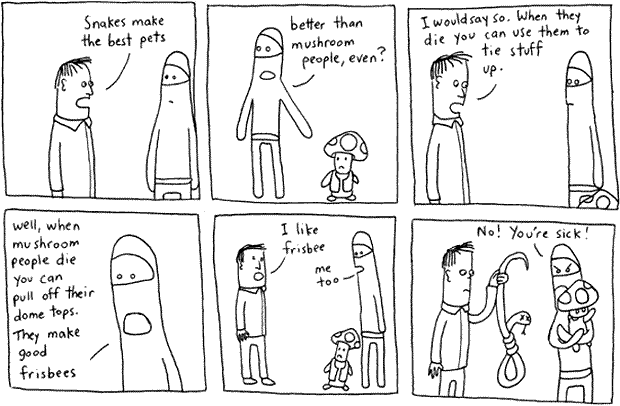 Snakes make
the best pets
better than
mushroom
people, even?
I would say so. When they
die you can use them to
tie stuff
up.
well, when
mushroom
people die
you can
pull off their
dome tops.
They make
good
frisbees
I like
frisbee
me
too
No! You're sick!